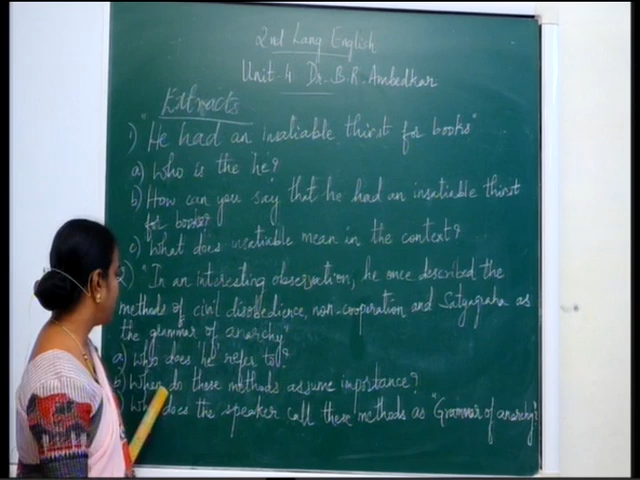 2nd Lang English
Unit-4 Dr. B.R. Ambedkar
Extracts
1) "He had an insatiable thirst for books"
a) Who is the he?
b) How can you say that he had an insatiable thirst
for books?
c) What does insatiable mean in the context?
) "In an interesting observation, he once described the
methods of civil disobedience, non-cooperation and Satyagraha as
the grammar of anarchy"
a) Who does 'he' refer to?
b) When do these methods assume importance?
) Why does the speaker call these methods as "Grammar of anarchy?